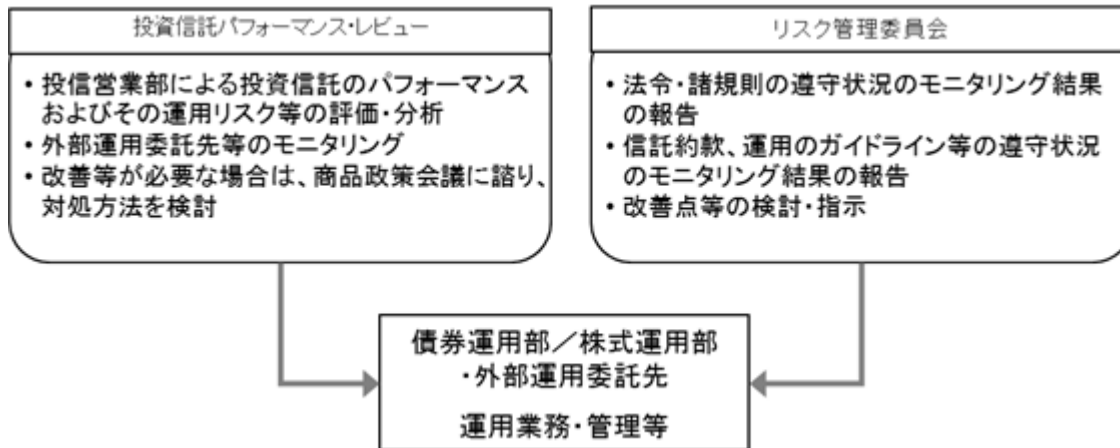 投資信託パフォーマンス・レビュー
・投信営業部による投資信託のパフォーマンス
およびその運用リスク等の評価・分析
・外部運用委託先等のモニタリング
・改善等が必要な場合は、商品政策会議に諮り、
対処方法を検討
リスク管理委員会
・法令・諸規則の遵守状況のモニタリング結果
の報告
・信託約款、運用のガイドライン等の遵守状況
のモニタリング結果の報告
・改善点等の検討・指示
債券運用部／株式運用部
・外部運用委託先
運用業務・管理等